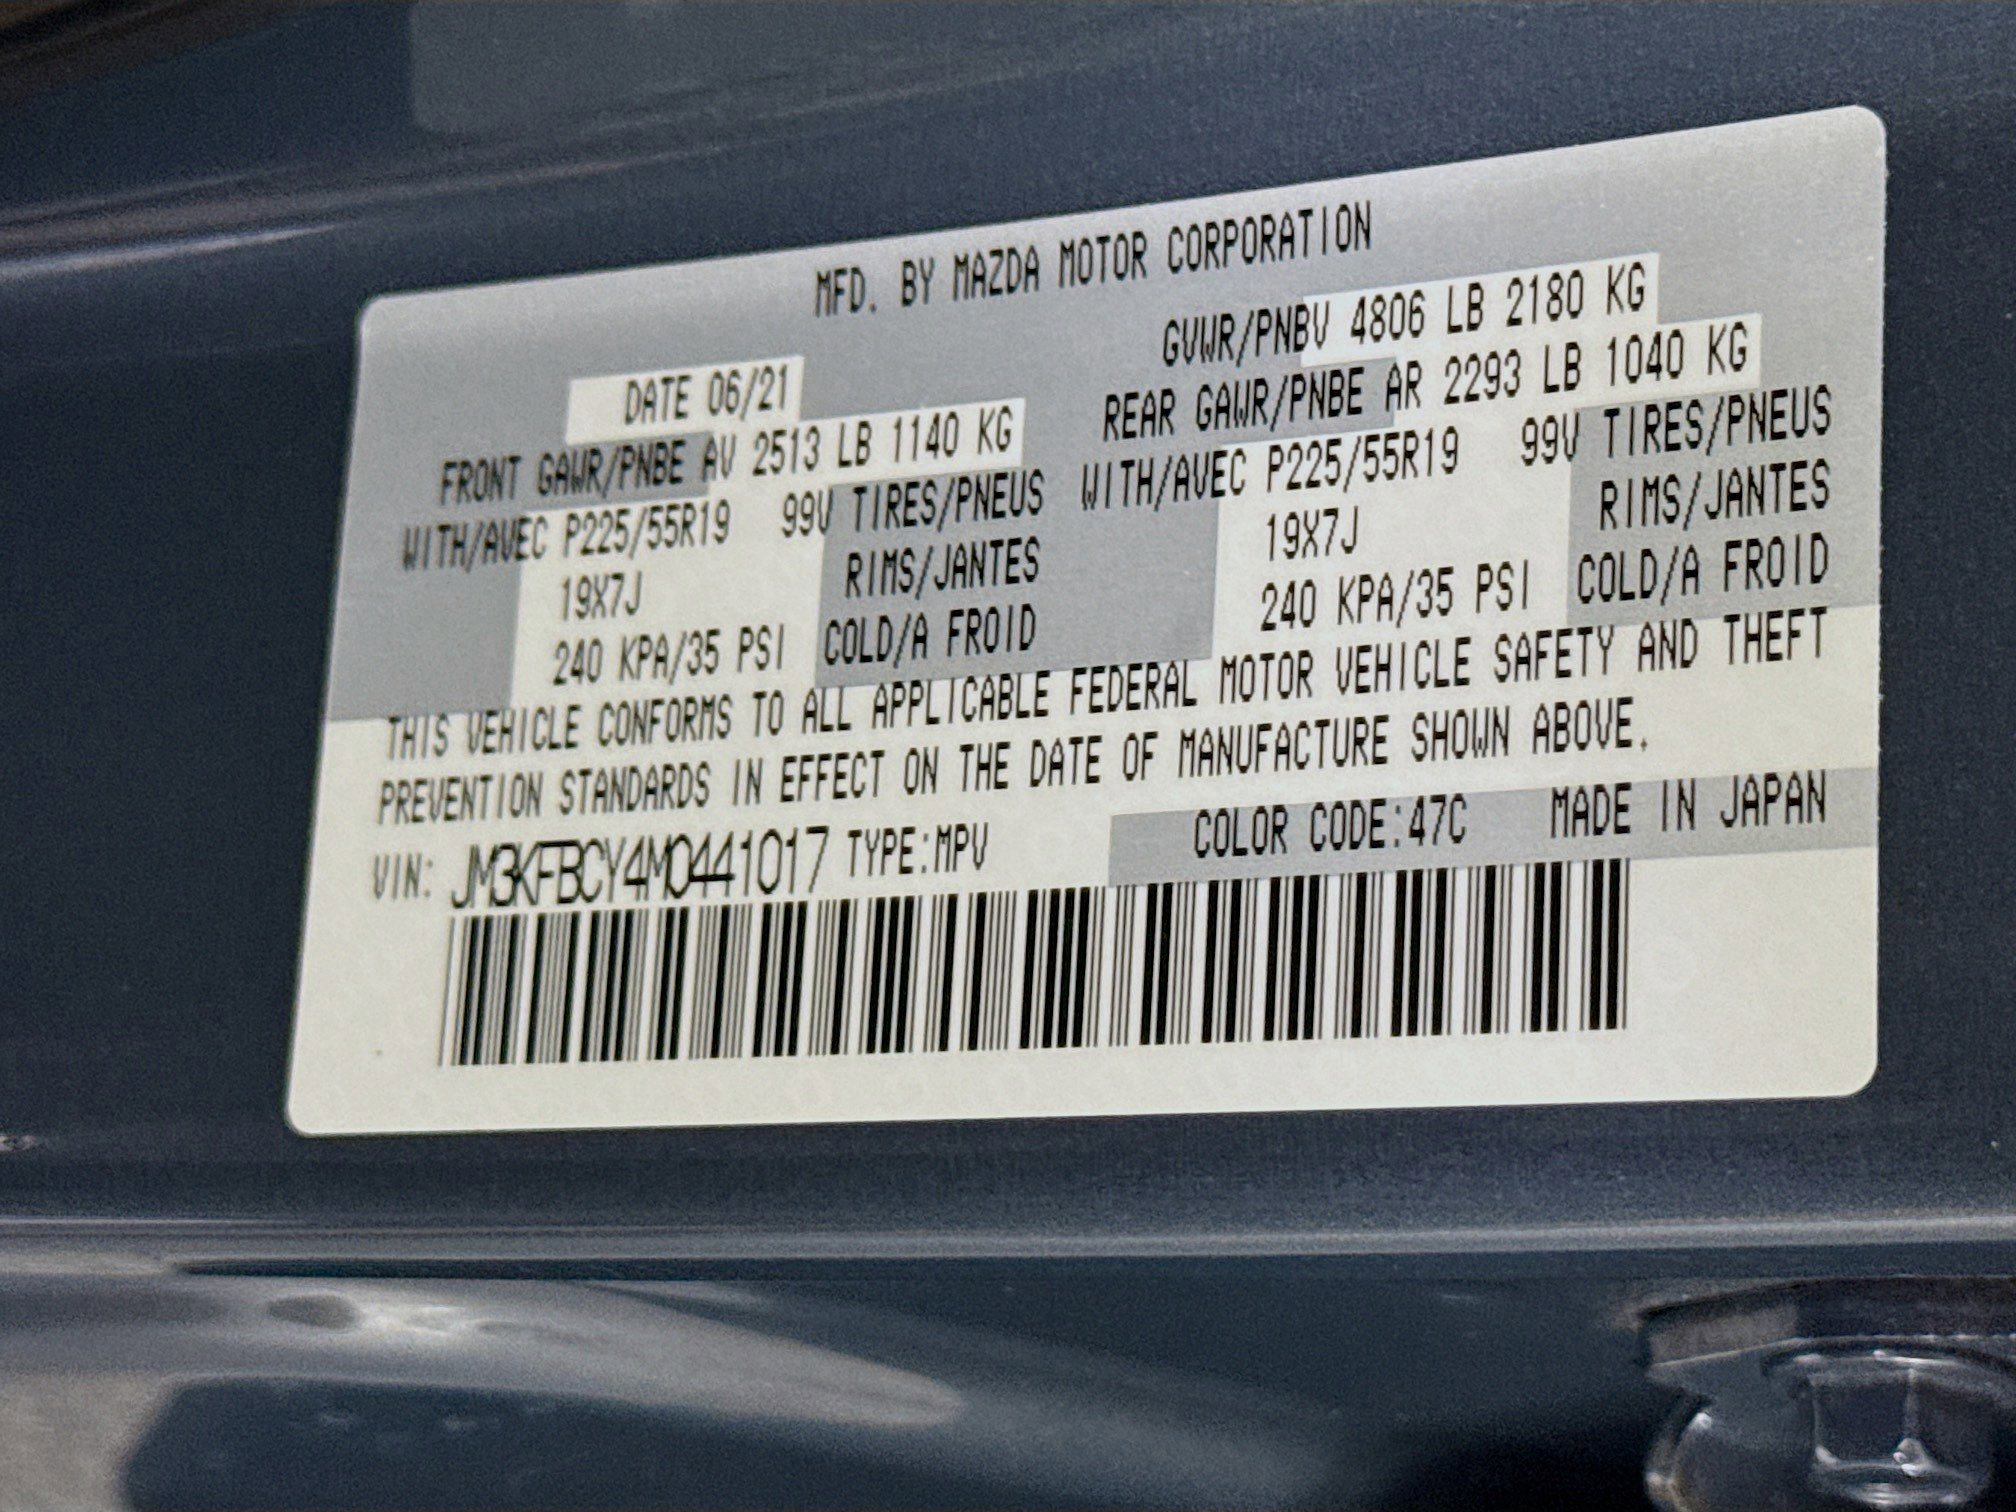 MFD. BY MAZDA MOTOR CORPORATION
DATE 06/21
GVWR/PNBV 4806 LB 2180 KG
FRONT GAWR/PNBE AV 2513 LB 1140 KG
WITH/AVEC P225/55R19 99V TIRES/PNEUS
19X7J RIMS/JANTES
240 KPA/35 PSI COLD/A FROID
REAR GAWR/PNBE AR 2293 LB 1040 KG
WITH/AVEC P225/55R19 99V TIRES/PNEUS
19X7J RIMS/JANTES
240 KPA/35 PSI COLD/A FROID
THIS VEHICLE CONFORMS TO ALL APPLICABLE FEDERAL MOTOR VEHICLE SAFETY AND THEFT
PREVENTION STANDARDS IN EFFECT ON THE DATE OF MANUFACTURE SHOWN ABOVE.
VIN: JM3KFBCY4M0441017 TYPE:MPV COLOR CODE:47C MADE IN JAPAN